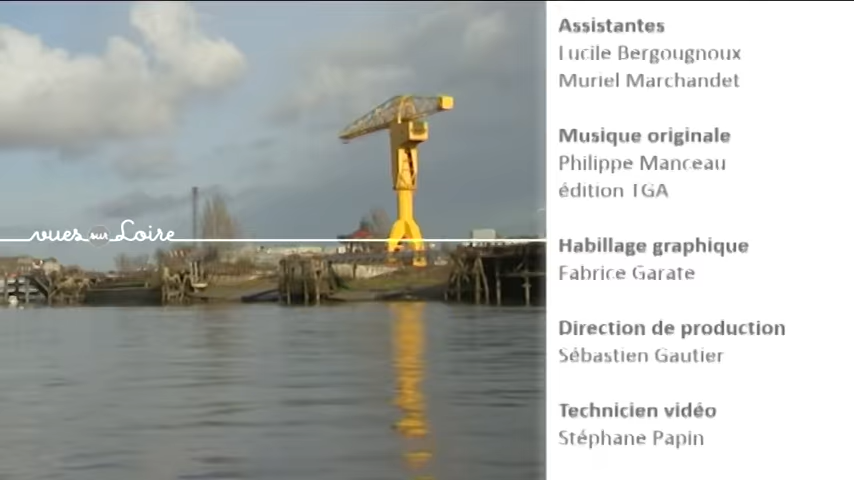 vues sur Loire
Assistantes
Lucile Bergougnoux
Muriel Marchandet
Musique originale
Philippe Manceau
édition TGA
Habillage graphique
Fabrice Garate
Direction de production
Sébastien Gautier
Technicien vidéo
Stéphane Papin